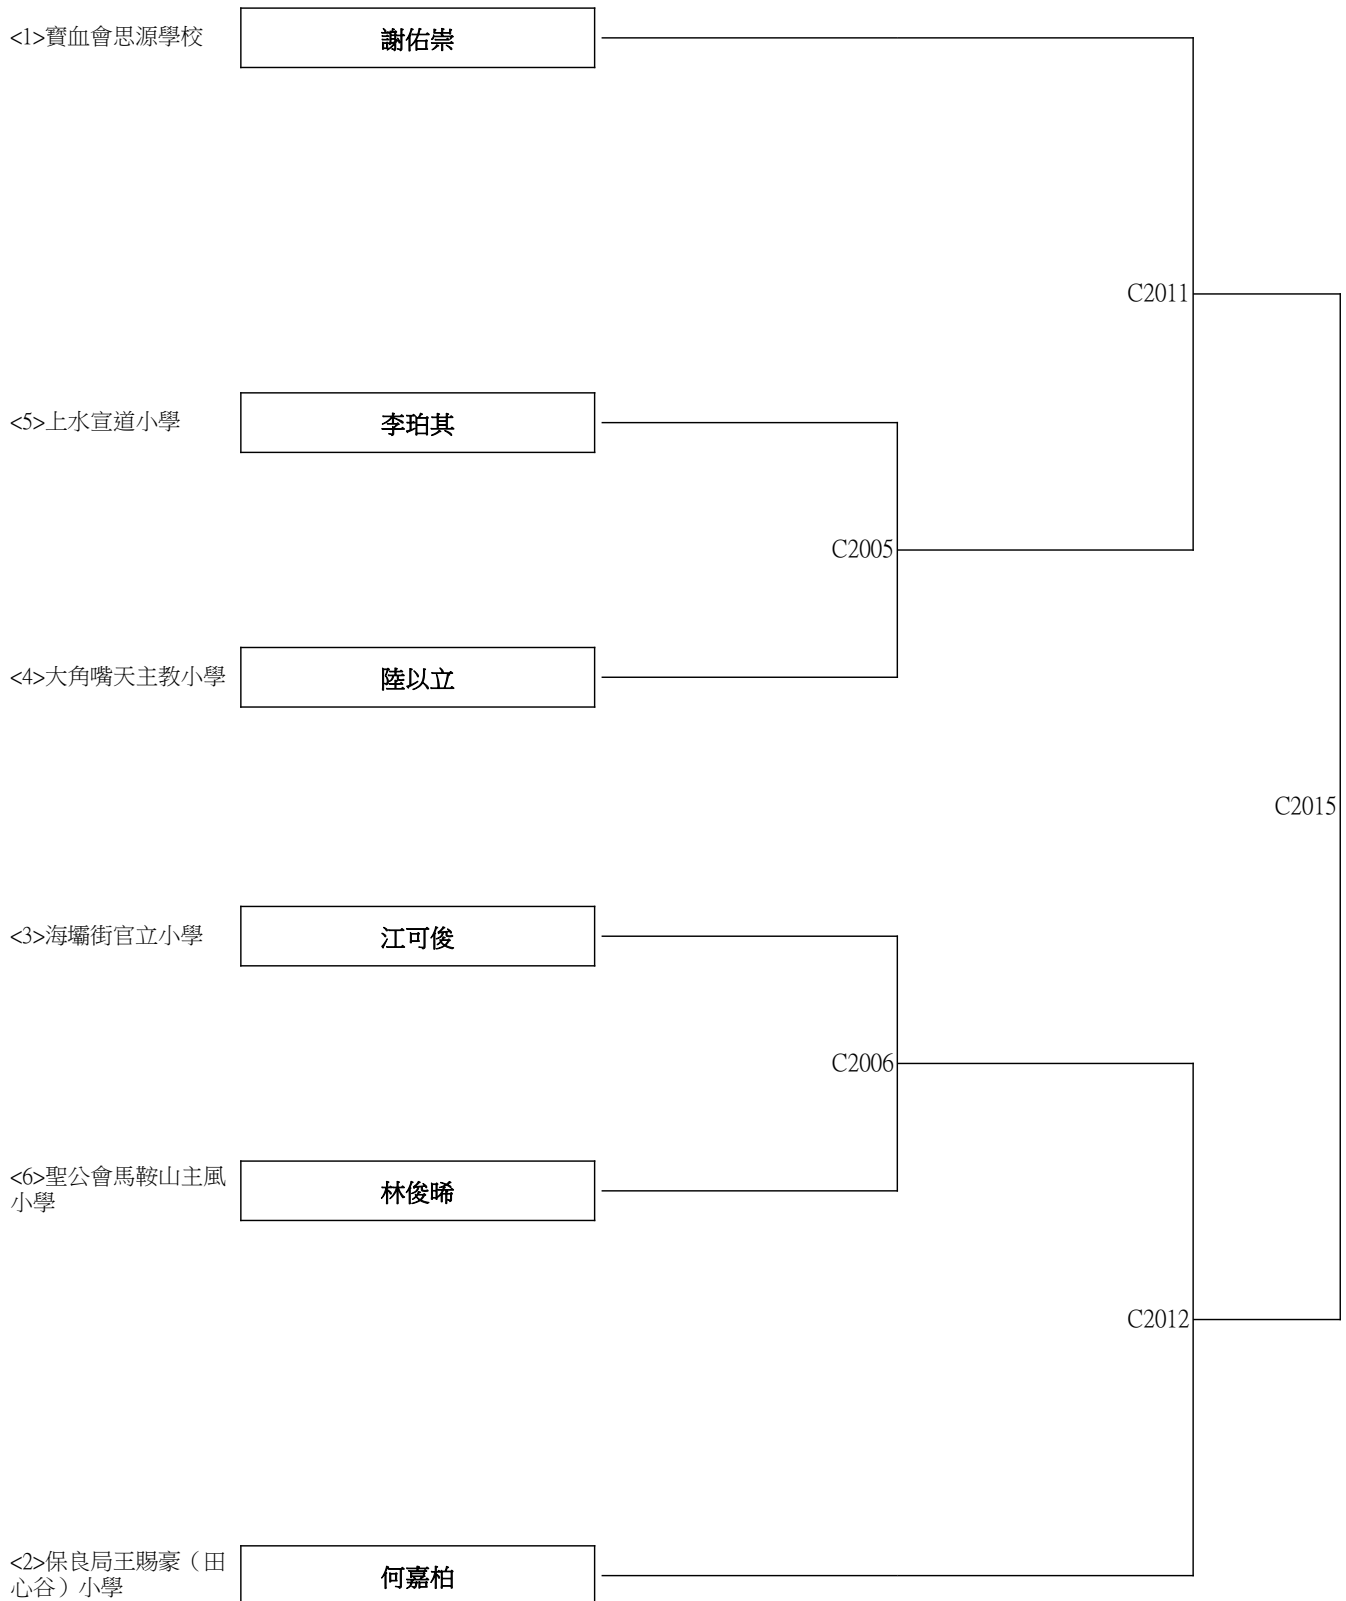 <1>寶血會思源學校
謝佑崇
C2011
<5>上水宣道小學
李珀其
C2005
<4>大角嘴天主教小學
陸以立
C2015
<3>海壩街官立小學
江可俊
C2006
<6>聖公會馬鞍山主風
小學
林俊晞
C2012
<2>保良局王賜豪（田
心谷）小學
何嘉柏